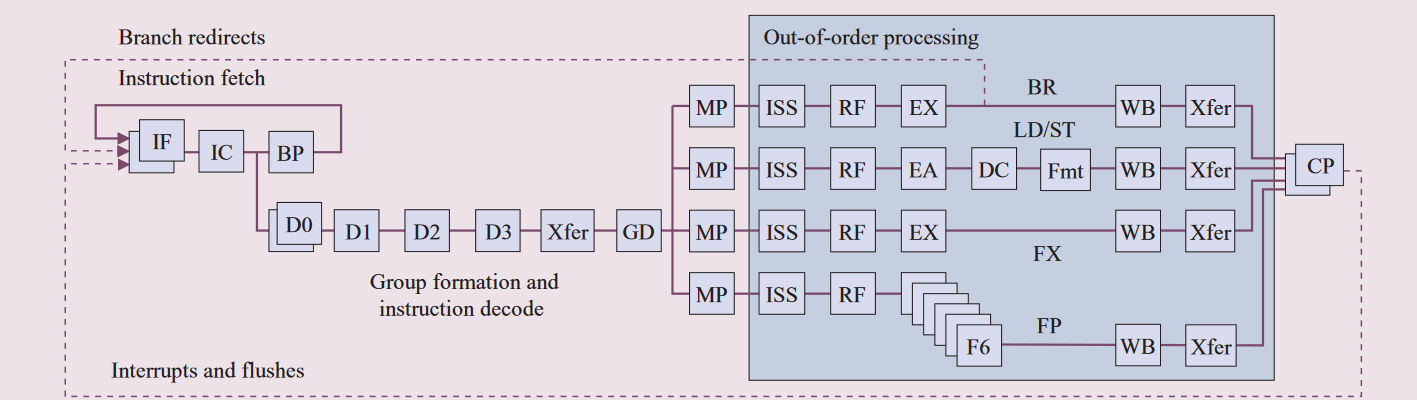 Branch redirects
Out-of-order processing
Instruction fetch
BR
MP ISS RF EX WB Xfer
LD/ST
IF IC BP
MP ISS RF EA DC Fmt WB Xfer
CP
D0 D1 D2 D3 Xfer GD
MP ISS RF EX WB Xfer
FX
Group formation and
instruction decode
MP ISS RF
FP
F6 WB Xfer
Interrupts and flushes